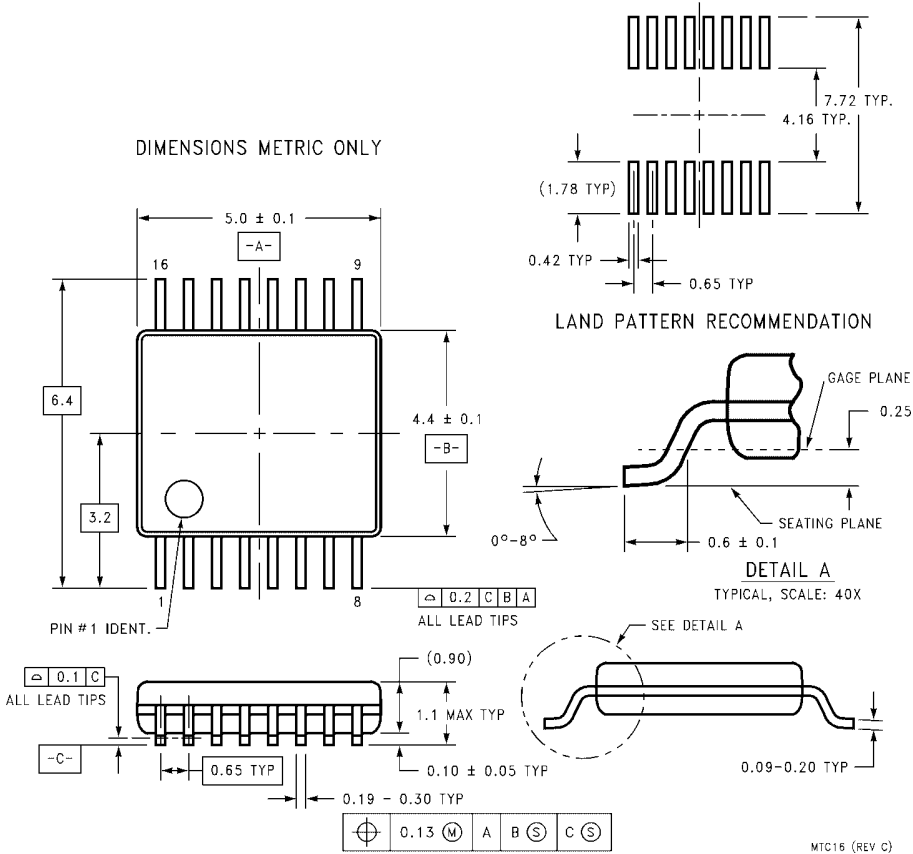 7.72 TYP.
4.16 TYP.
DIMENSIONS METRIC ONLY
(1.78 TYP)
5.0 ± 0.1
-A-
0.42 TYP
0.65 TYP
16
9
LAND PATTERN RECOMMENDATION
GAGE PLANE
0.25
6.4
4.4 ± 0.1
-B-
3.2
0°-8°
SEATING PLANE
0.6 ± 0.1
DETAIL A
TYPICAL, SCALE: 40X
1
8
⌓ 0.2 C B A
ALL LEAD TIPS
PIN #1 IDENT.
SEE DETAIL A
(0.90)
⌓ 0.1 C
ALL LEAD TIPS
1.1 MAX TYP
-C-
0.65 TYP
0.10 ± 0.05 TYP
0.09-0.20 TYP
0.19 - 0.30 TYP
⌖ 0.13 Ⓜ A B Ⓢ C Ⓢ
MTC16 (REV C)